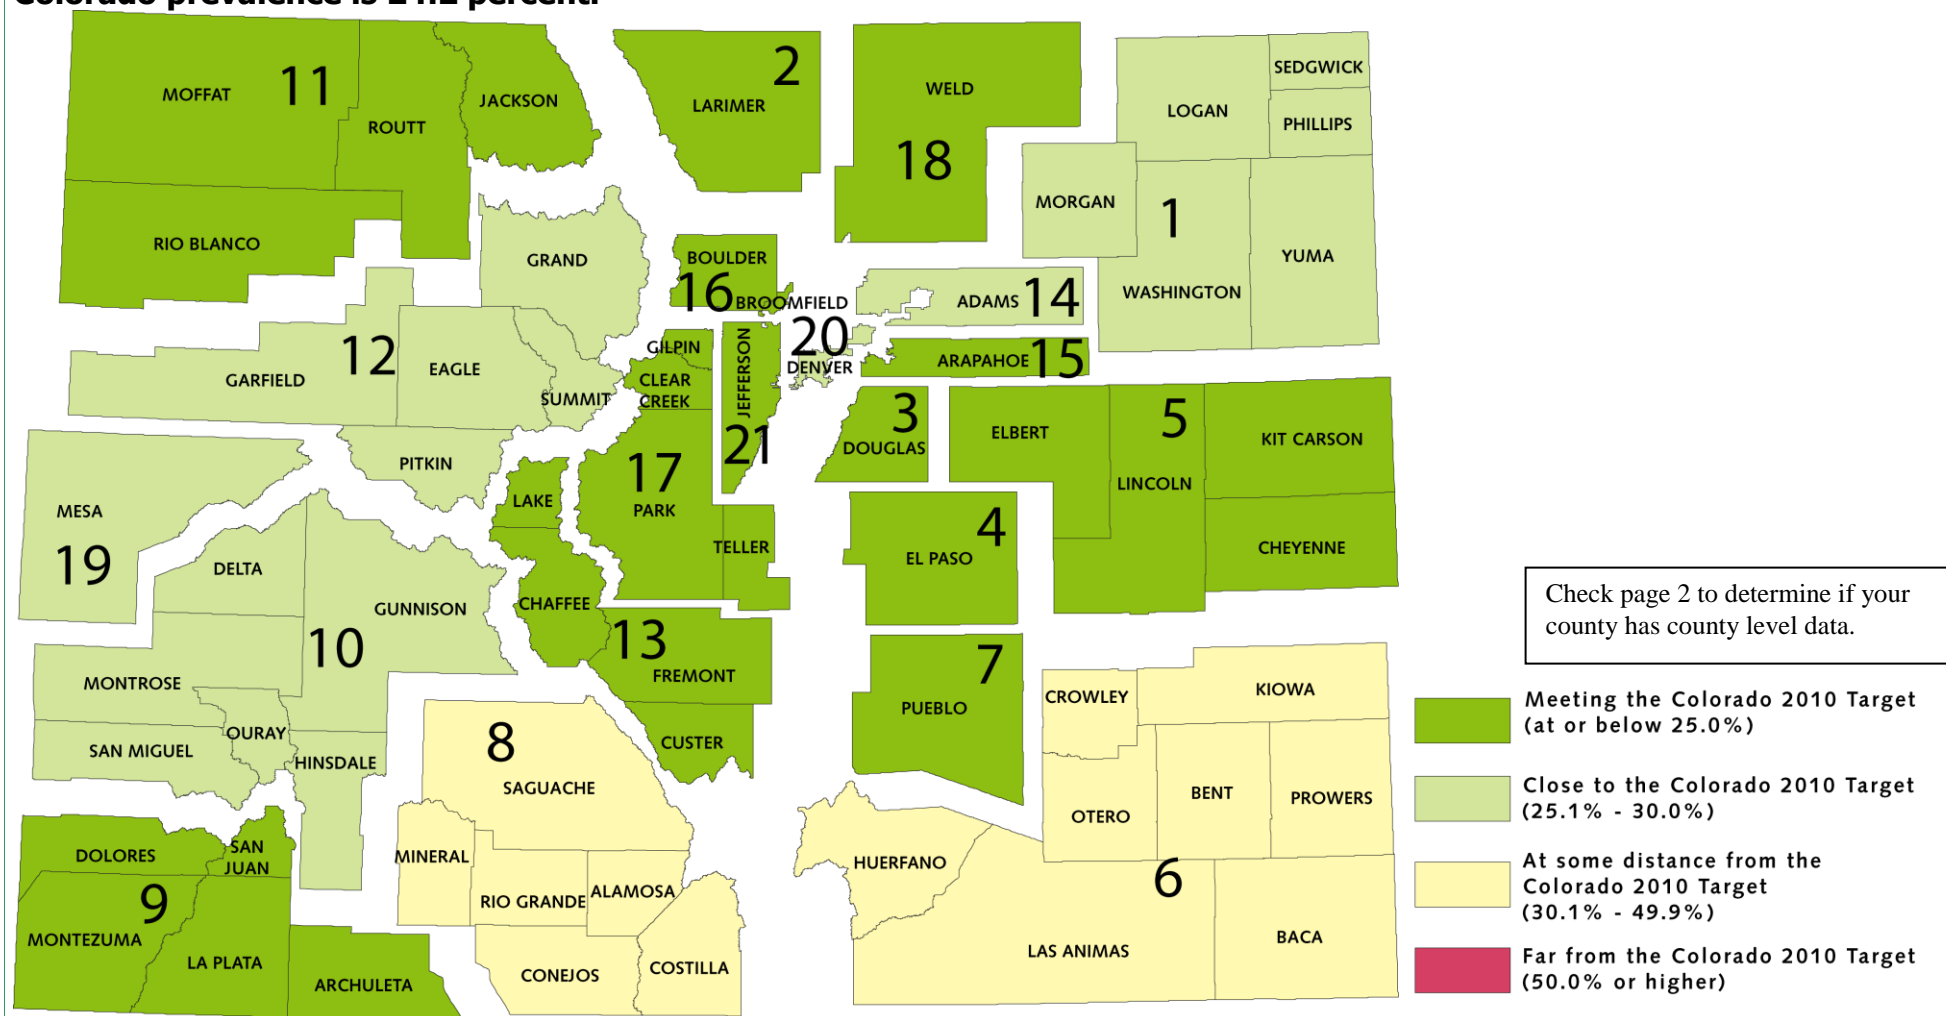 Colorado prevalence is 24.2 percent.
MOFFAT
11
ROUTT
JACKSON
2
LARIMER
WELD
18
LOGAN
SEDGWICK
PHILLIPS
MORGAN
1
WASHINGTON
YUMA
RIO BLANCO
GRAND
BOULDER
16
BROOMFIELD
20
DENVER
ADAMS
14
ARAPAHOE
15
GARFIELD
12
EAGLE
SUMMIT
GILPIN
CLEAR
CREEK
JEFFERSON
21
3
DOUGLAS
ELBERT
5
LINCOLN
KIT CARSON
CHEYENNE
PITKIN
MESA
19
LAKE
17
PARK
TELLER
4
EL PASO
DELTA
GUNNISON
10
CHAFFEE
13
FREMONT
CUSTER
7
PUEBLO
MONTROSE
OURAY
SAN MIGUEL
HINSDALE
8
SAGUACHE
CROWLEY
KIOWA
OTERO
BENT
PROWERS
DOLORES
SAN
JUAN
9
MONTEZUMA
LA PLATA
ARCHULETA
MINERAL
RIO GRANDE
ALAMOSA
CONEJOS
COSTILLA
HUERFANO
6
LAS ANIMAS
BACA
Check page 2 to determine if your
county has county level data.
Meeting the Colorado 2010 Target
(at or below 25.0%)
Close to the Colorado 2010 Target
(25.1% - 30.0%)
At some distance from the
Colorado 2010 Target
(30.1% - 49.9%)
Far from the Colorado 2010 Target
(50.0% or higher)